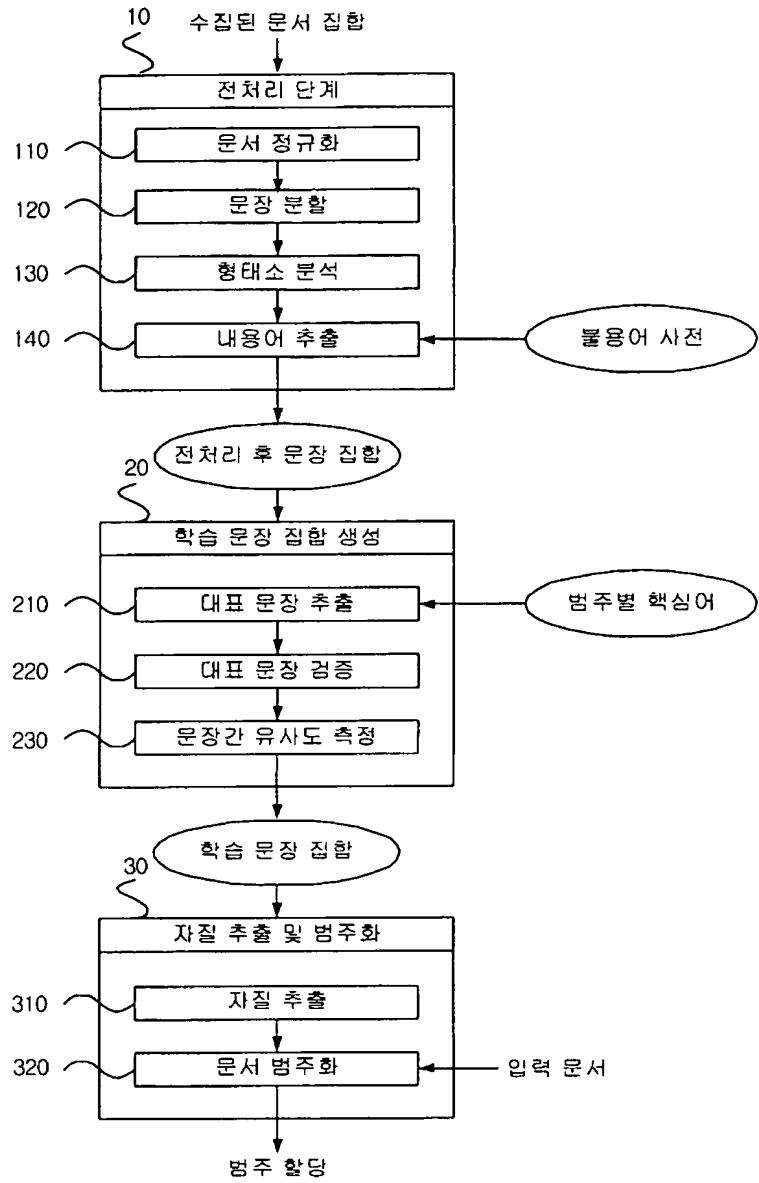 10
수집된 문서 집합
전처리 단계
110
문서 정규화
120
문장 분할
130
형태소 분석
140
내용어 추출
불용어 사전
전처리 후 문장 집합
20
학습 문장 집합 생성
210
대표 문장 추출
범주별 핵심어
220
대표 문장 검증
230
문장간 유사도 측정
학습 문장 집합
30
자질 추출 및 범주화
310
자질 추출
320
문서 범주화
입력 문서
범주 할당